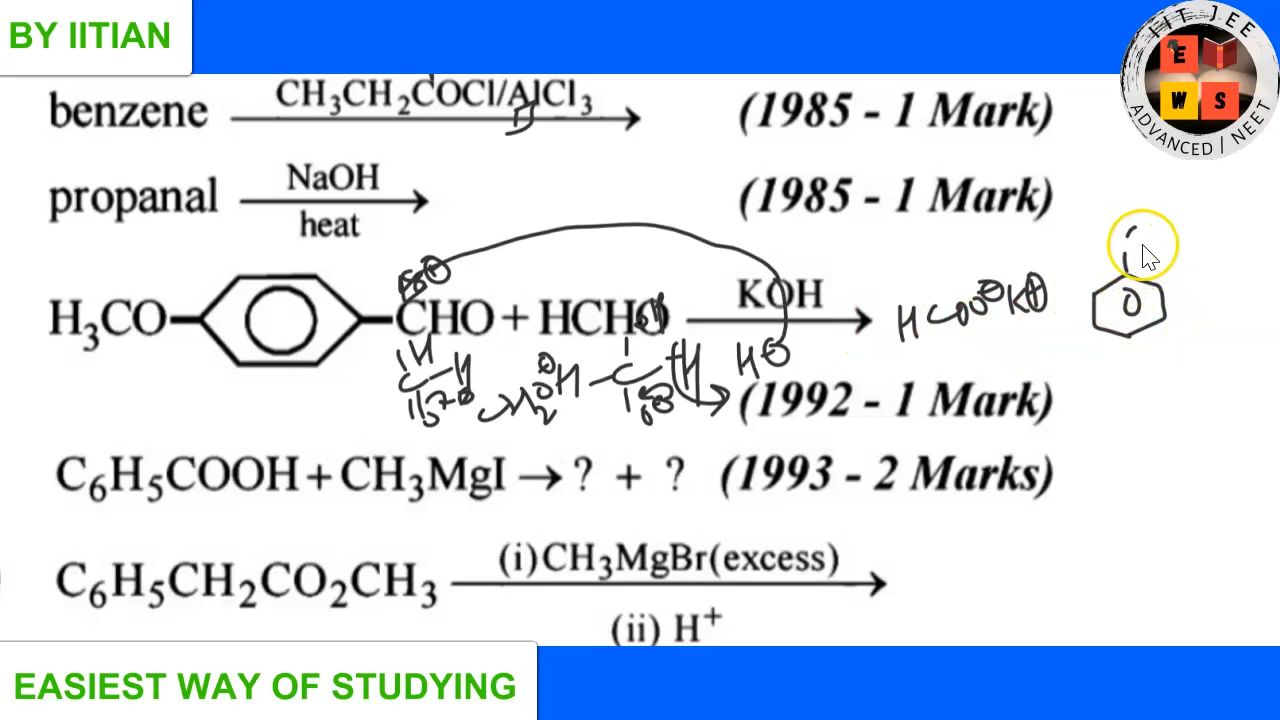 BY IITIAN
IIT JEE
E
W S
ADVANCED | NEET
benzene CH₃CH₂COCl/AlCl₃ (1985 - 1 Mark)
propanal NaOH heat (1985 - 1 Mark)
H₃CO CHO + HCHO KOH HCOO⊖K⊕
H⊖
(1992 - 1 Mark)
C₆H₅COOH + CH₃MgI → ? + ? (1993 - 2 Marks)
C₆H₅CH₂CO₂CH₃ (i)CH₃MgBr(excess)
(ii) H⁺
EASIEST WAY OF STUDYING